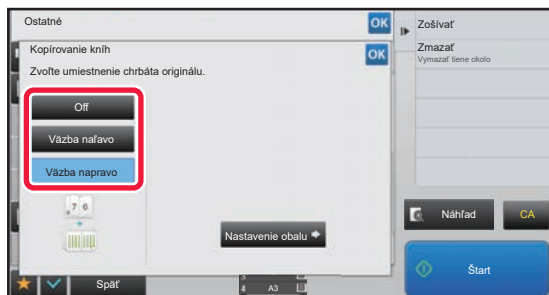 Ostatné
OK
Kopírovanie kníh
OK
Zvoľte umiestnenie chrbáta originálu.
Off
Väzba naľavo
Väzba napravo
7 6
Nastavenie obalu
Späť
4 A3
Zošívať
Zmazať
Vymazať tiene okolo
Náhľad
CA
Štart